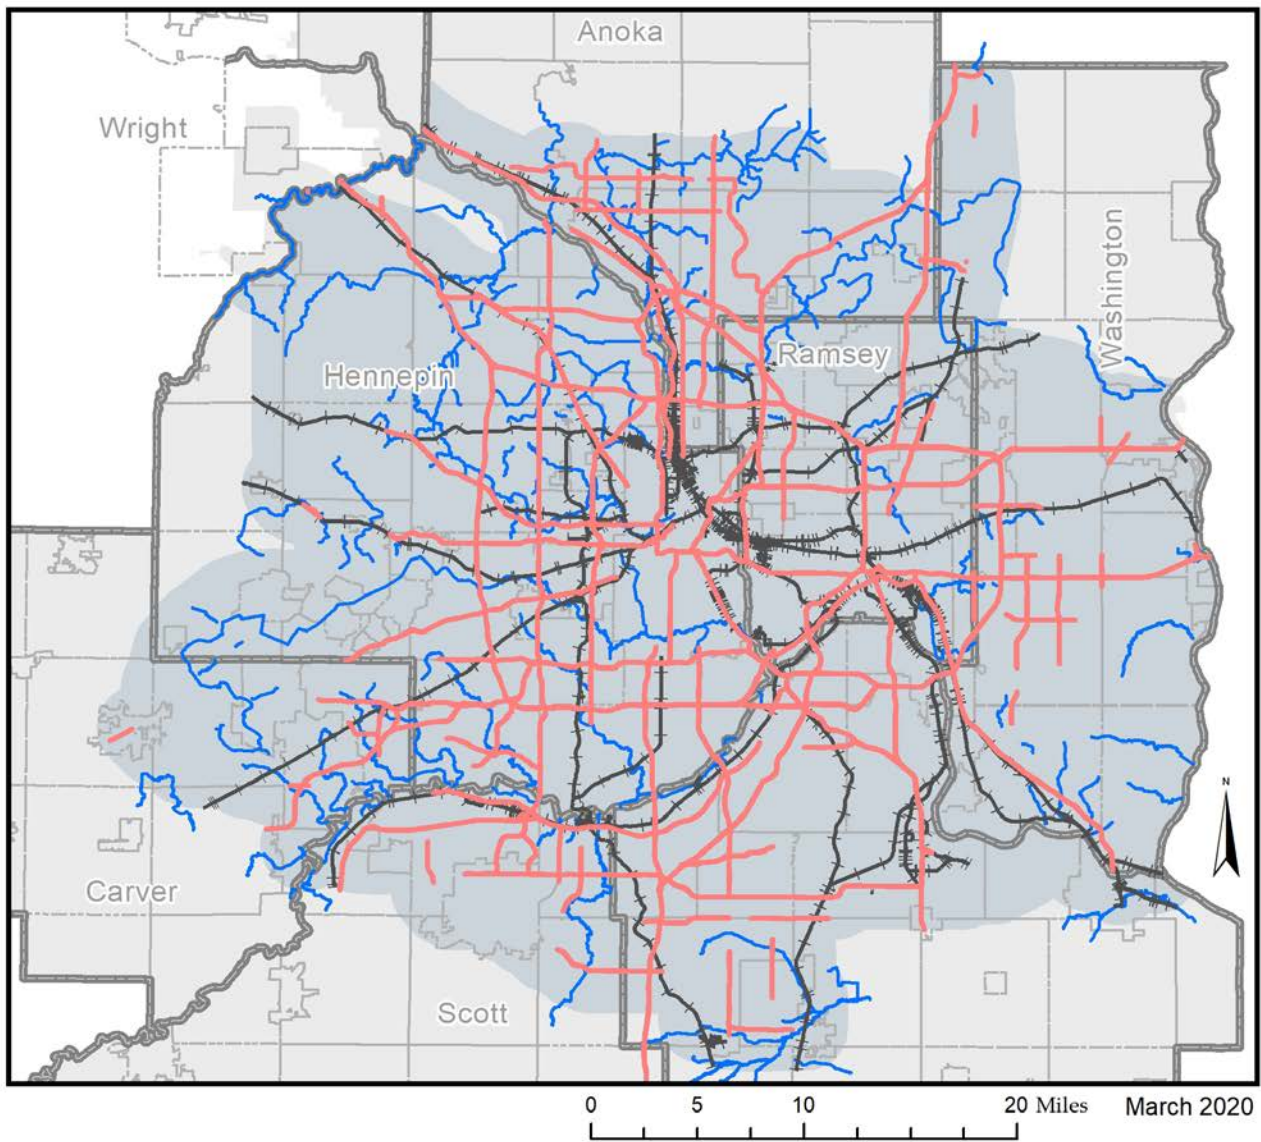 Anoka
Wright
Washington
Ramsey
Hennepin
N
Carver
Scott
0 5 10 20 Miles March 2020